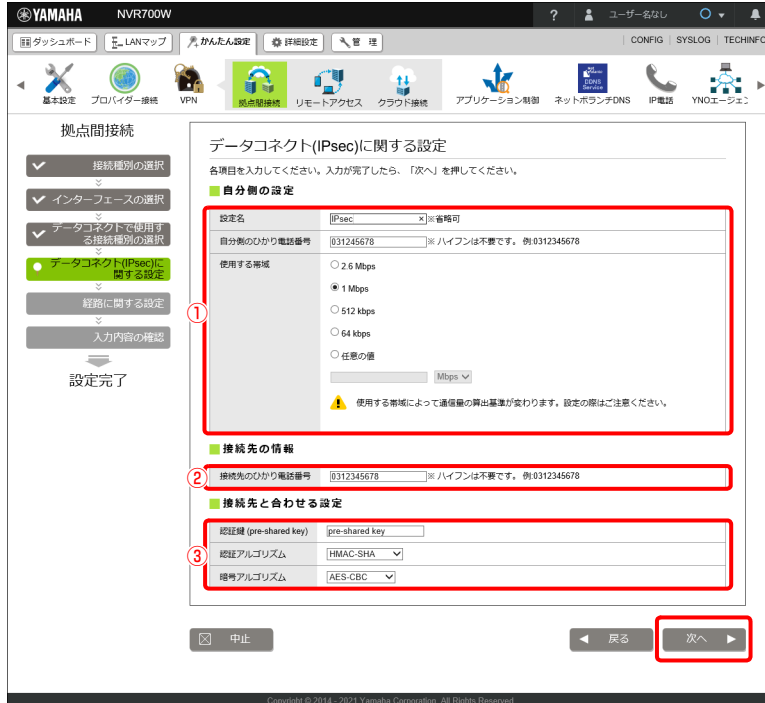 YAMAHA NVR700W ? ユーザー名なし
ダッシュボード LANマップ かんたん設定 詳細設定 管 理 CONFIG SYSLOG TECHINFO
基本設定 プロバイダー接続 VPN 拠点間接続 リモートアクセス クラウド接続 アプリケーション制御 ネットボランチDNS IP電話 YNOエージェン
拠点間接続
接続種別の選択
インターフェースの選択
データコネクトで使用す
る接続種別の選択
データコネクト(IPsec)に
関する設定
経路に関する設定
入力内容の確認
設定完了
データコネクト(IPsec)に関する設定
各項目を入力してください。入力が完了したら、「次へ」を押してください。
自分側の設定
①
設定名 IPsec × ※省略可
自分側のひかり電話番号 031245678 ※ ハイフンは不要です。例:0312345678
使用する帯域 2.6 Mbps
1 Mbps
512 kbps
64 kbps
任意の値
Mbps
使用する帯域によって通信量の算出基準が変わります。設定の際はご注意ください。
接続先の情報
②
接続先のひかり電話番号 0312345678 ※ ハイフンは不要です。例:0312345678
接続先と合わせる設定
③
認証鍵 (pre-shared key) pre-shared key
認証アルゴリズム HMAC-SHA
暗号アルゴリズム AES-CBC
中止 戻る 次へ
Copyright © 2014 - 2021 Yamaha Corporation. All Rights Reserved.